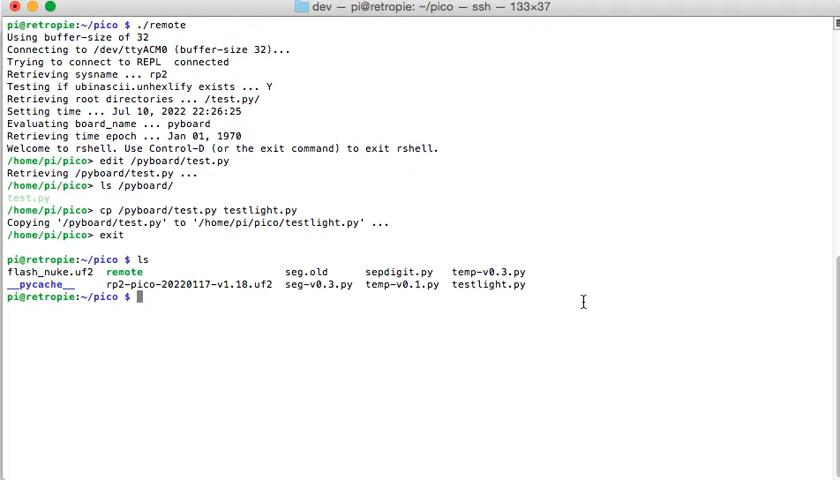 dev — pi@retropie: ~/pico — ssh — 133×37
pi@retropie:~/pico $ ./remote
Using buffer-size of 32
Connecting to /dev/ttyACM0 (buffer-size 32)...
Trying to connect to REPL  connected
Retrieving sysname ... rp2
Testing if ubinascii.unhexlify exists ... Y
Retrieving root directories ... /test.py/
Setting time ... Jul 10, 2022 22:26:25
Evaluating board_name ... pyboard
Retrieving time epoch ... Jan 01, 1970
Welcome to rshell. Use Control-D (or the exit command) to exit rshell.
/home/pi/pico> edit /pyboard/test.py
Retrieving /pyboard/test.py ...
/home/pi/pico> ls /pyboard/
test.py
/home/pi/pico> cp /pyboard/test.py testlight.py
Copying '/pyboard/test.py' to '/home/pi/pico/testlight.py' ...
/home/pi/pico> exit
pi@retropie:~/pico $ ls
flash_nuke.uf2  remote                        seg.old      sepdigit.py   temp-v0.3.py
__pycache__     rp2-pico-20220117-v1.18.uf2  seg-v0.3.py  temp-v0.1.py  testlight.py
pi@retropie:~/pico $